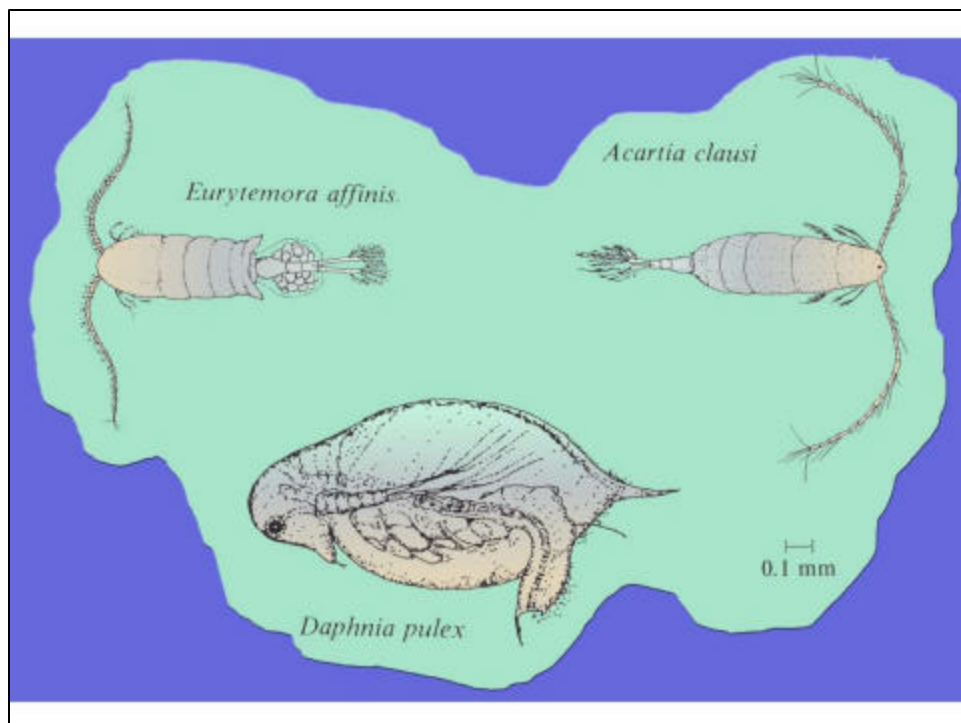 Acartia clausi
Eurytemora affinis.
0.1 mm
Daphnia pulex